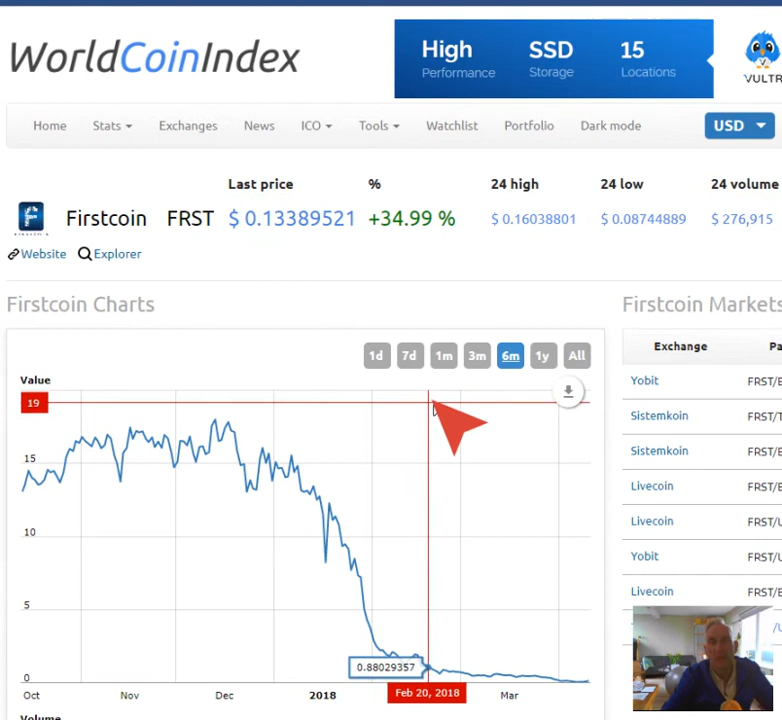 WorldCoinIndex
High SSD 15
Performance Storage Locations
VULTR
Home Stats Exchanges News ICO Tools Watchlist Portfolio Dark mode USD
Last price % 24 high 24 low 24 volume
Firstcoin FRST $ 0.13389521 +34.99 % $ 0.16038801 $ 0.08744889 $ 276,915
Website Explorer
Firstcoin Charts
Firstcoin Markets
1d 7d 1m 3m 6m 1y All
Exchange Pa
Value
19
15
10
5
0
Yobit FRST/E
Sistemkoin FRST/T
Sistemkoin FRST/E
Livecoin FRST/E
Livecoin FRST/U
Yobit FRST/U
Livecoin FRST/E
/U
0.88029357
Oct Nov Dec 2018 Feb 20, 2018 Mar
Volume